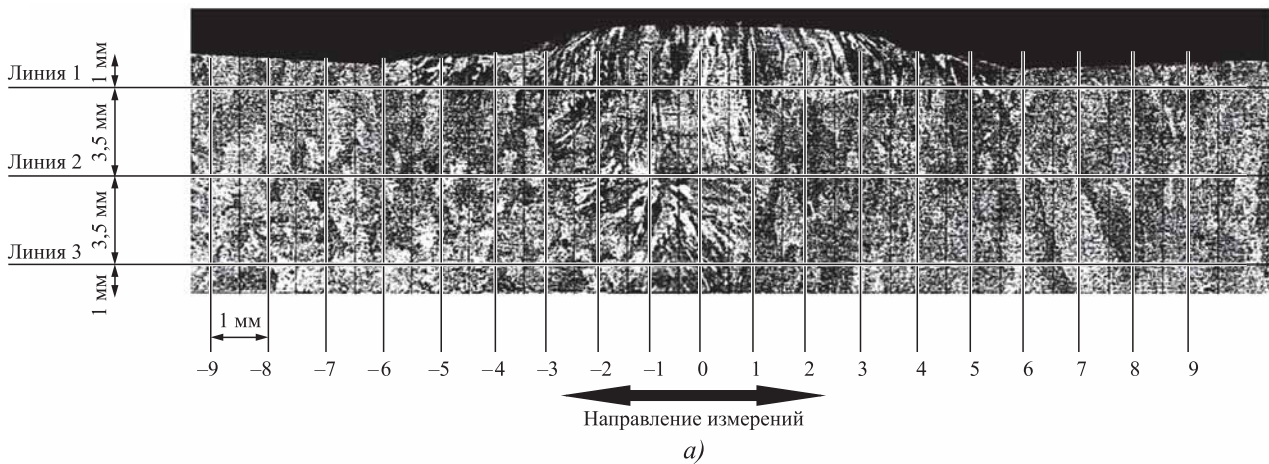 Линия 1
1 мм
3,5 мм
Линия 2
3,5 мм
Линия 3
1 мм
1 мм
–9 –8 –7 –6 –5 –4 –3 –2 –1 0 1 2 3 4 5 6 7 8 9
Направление измерений
а)